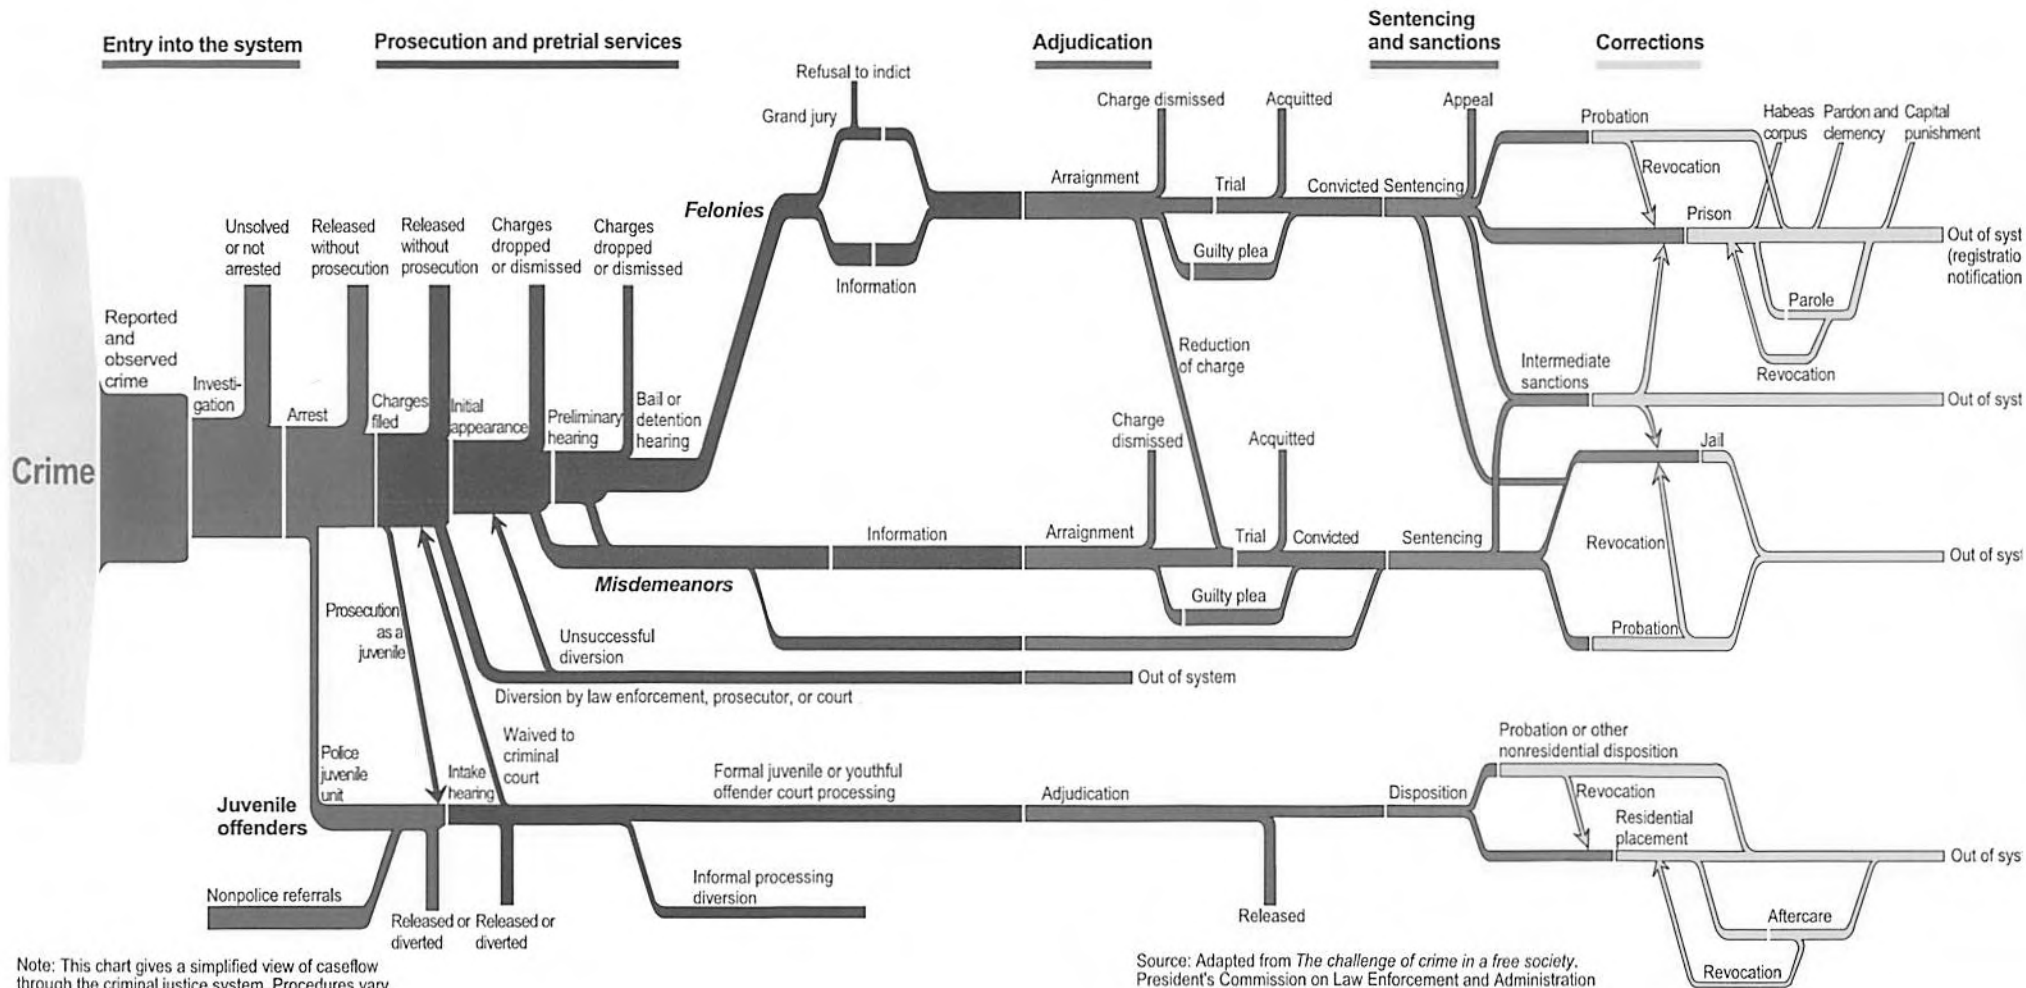 Entry into the system
Prosecution and pretrial services
Adjudication
Sentencing
and sanctions
Corrections
Refusal to indict
Grand jury
Charge dismissed
Acquitted
Appeal
Probation
Habeas
corpus
Pardon and
clemency
Capital
punishment
Revocation
Arraignment
Trial
Convicted
Sentencing
Felonies
Prison
Unsolved
or not
arrested
Released
without
prosecution
Released
without
prosecution
Charges
dropped
or dismissed
Charges
dropped
or dismissed
Guilty plea
Out of syst
(registratio
notification
Information
Parole
Reported
and
observed
crime
Reduction
of charge
Intermediate
sanctions
Revocation
Investi-
gation
Arrest
Charges
filed
Initial
appearance
Preliminary
hearing
Bail or
detention
hearing
Out of syst
Charge
dismissed
Acquitted
Jail
Crime
Information
Arraignment
Trial
Convicted
Sentencing
Revocation
Out of syst
Misdemeanors
Guilty plea
Prosecution
as a
juvenile
Unsuccessful
diversion
Probation
Out of system
Diversion by law enforcement, prosecutor, or court
Waived to
criminal
court
Police
juvenile
unit
Intake
hearing
Formal juvenile or youthful
offender court processing
Adjudication
Disposition
Probation or other
nonresidential disposition
Revocation
Residential
placement
Juvenile
offenders
Out of sys
Nonpolice referrals
Informal processing
diversion
Released or
diverted
Released or
diverted
Released
Aftercare
Revocation
Note: This chart gives a simplified view of caseflow
through the criminal justice system. Procedures vary
Source: Adapted from The challenge of crime in a free society.
President's Commission on Law Enforcement and Administration